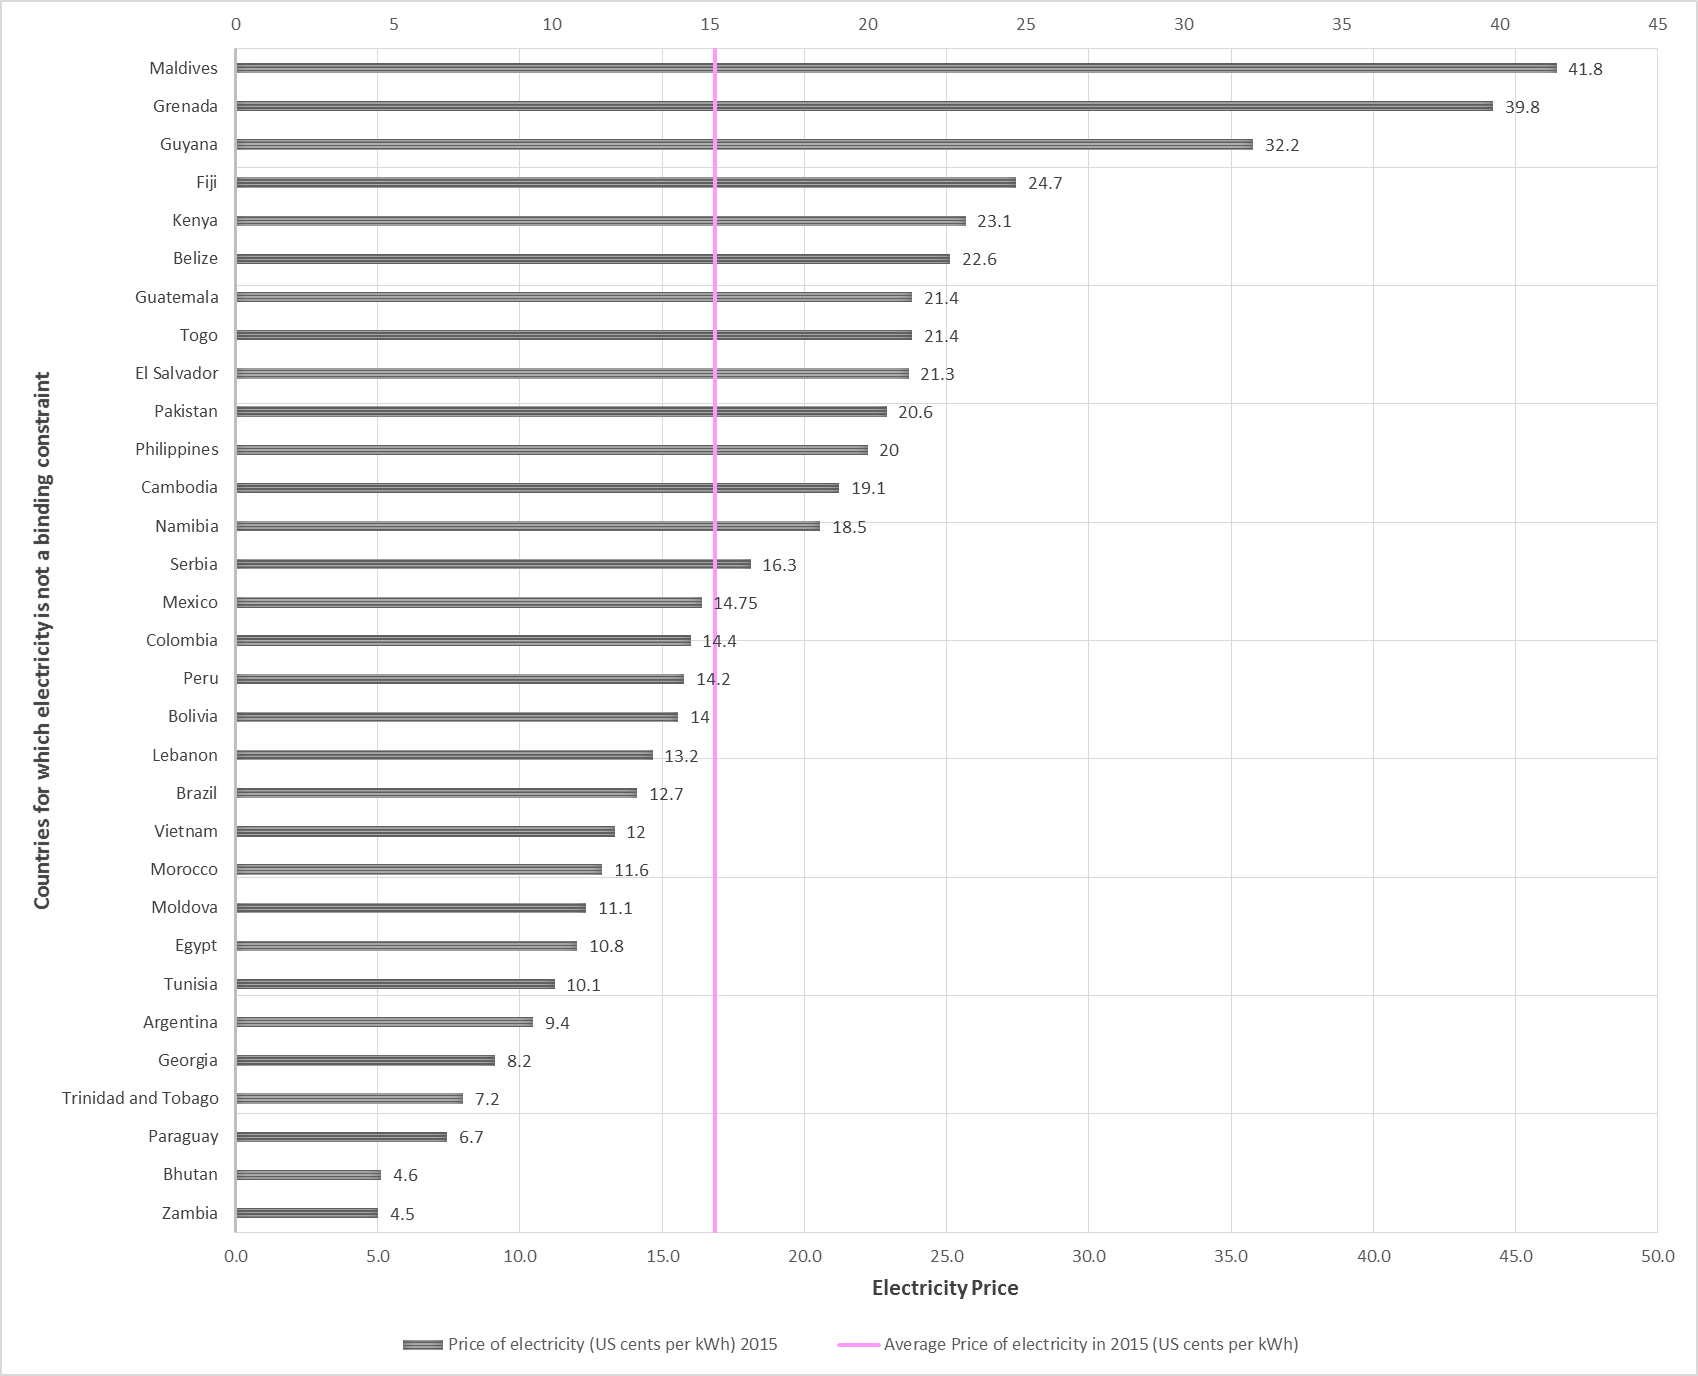 0 5 10 15 20 25 30 35 40 45
Maldives 41.8
Grenada 39.8
Guyana 32.2
Fiji 24.7
Kenya 23.1
Belize 22.6
Guatemala 21.4
Togo 21.4
El Salvador 21.3
Pakistan 20.6
Philippines 20
Cambodia 19.1
Namibia 18.5
Serbia 16.3
Mexico 14.75
Colombia 14.4
Peru 14.2
Bolivia 14
Lebanon 13.2
Brazil 12.7
Vietnam 12
Morocco 11.6
Moldova 11.1
Egypt 10.8
Tunisia 10.1
Argentina 9.4
Georgia 8.2
Trinidad and Tobago 7.2
Paraguay 6.7
Bhutan 4.6
Zambia 4.5
Countries for which electricity is not a binding constraint
0.0 5.0 10.0 15.0 20.0 25.0 30.0 35.0 40.0 45.0 50.0
Electricity Price
Price of electricity (US cents per kWh) 2015
Average Price of electricity in 2015 (US cents per kWh)